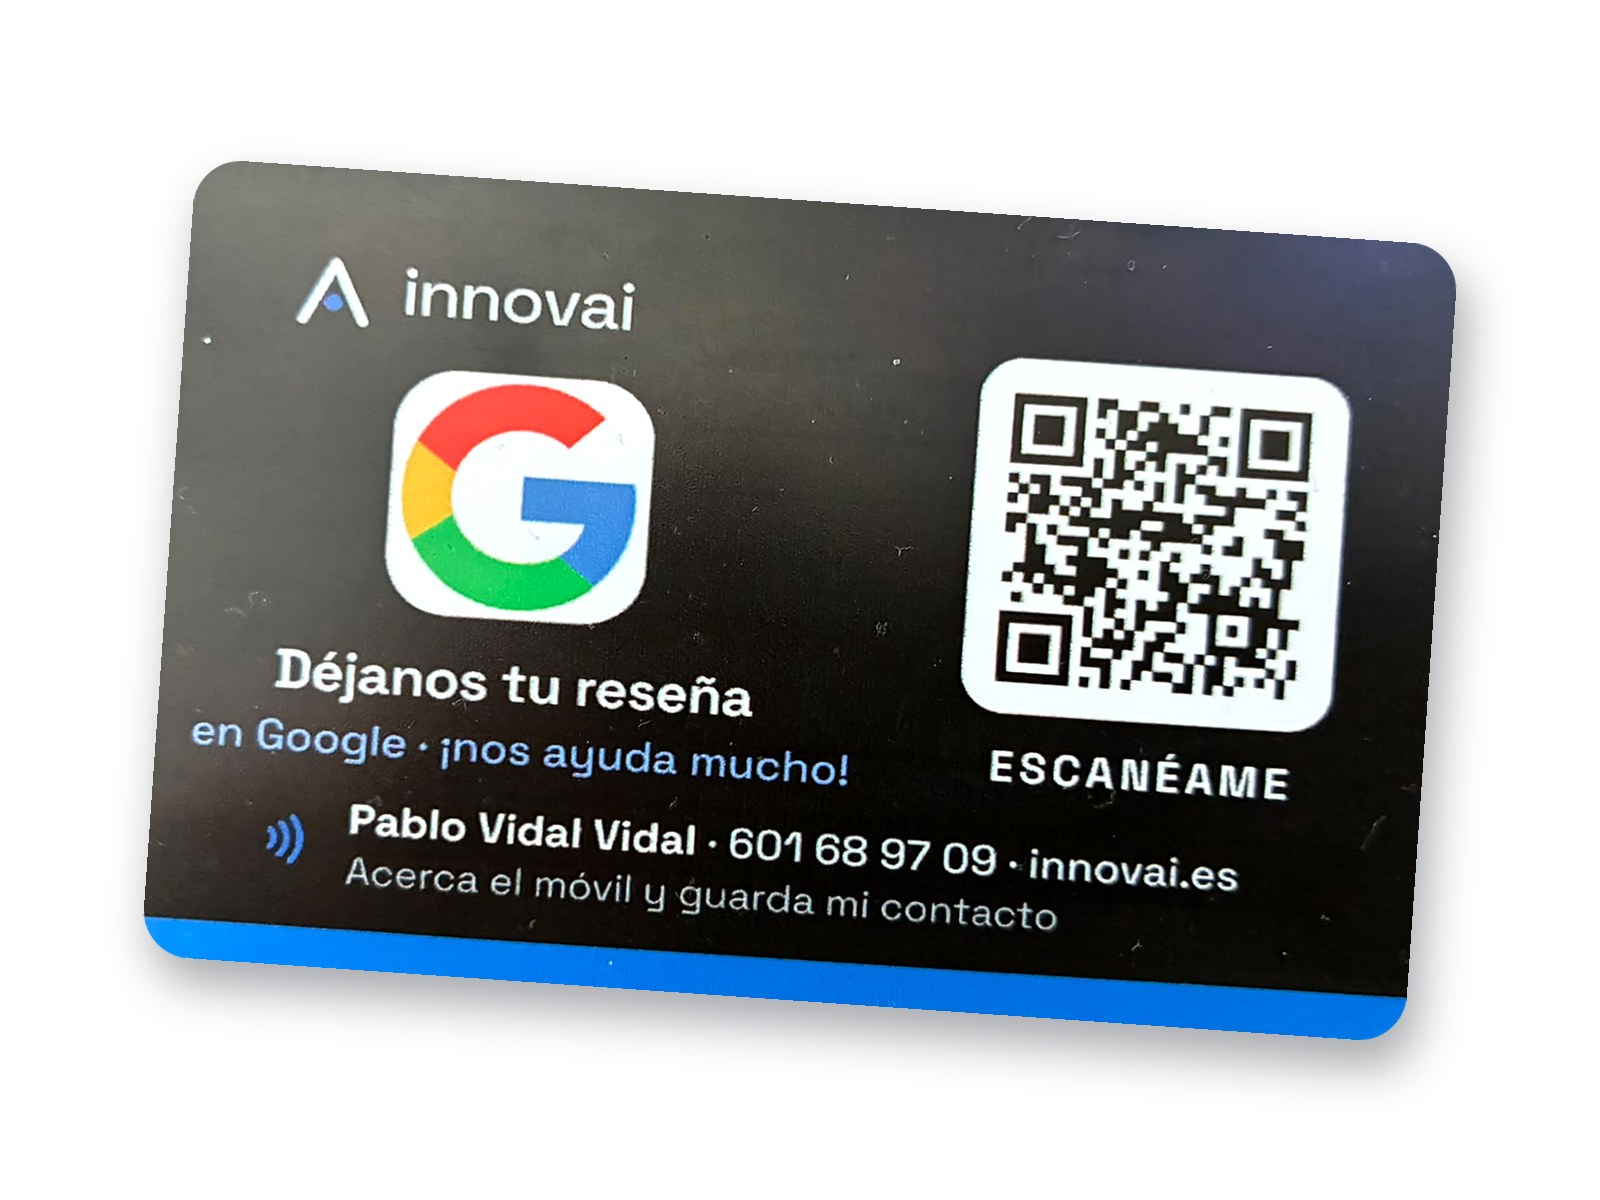 innovai
Déjanos tu reseña
en Google · ¡nos ayuda mucho!
ESCANÉAME
Pablo Vidal Vidal · 601 68 97 09 · innovai.es
Acerca el móvil y guarda mi contacto